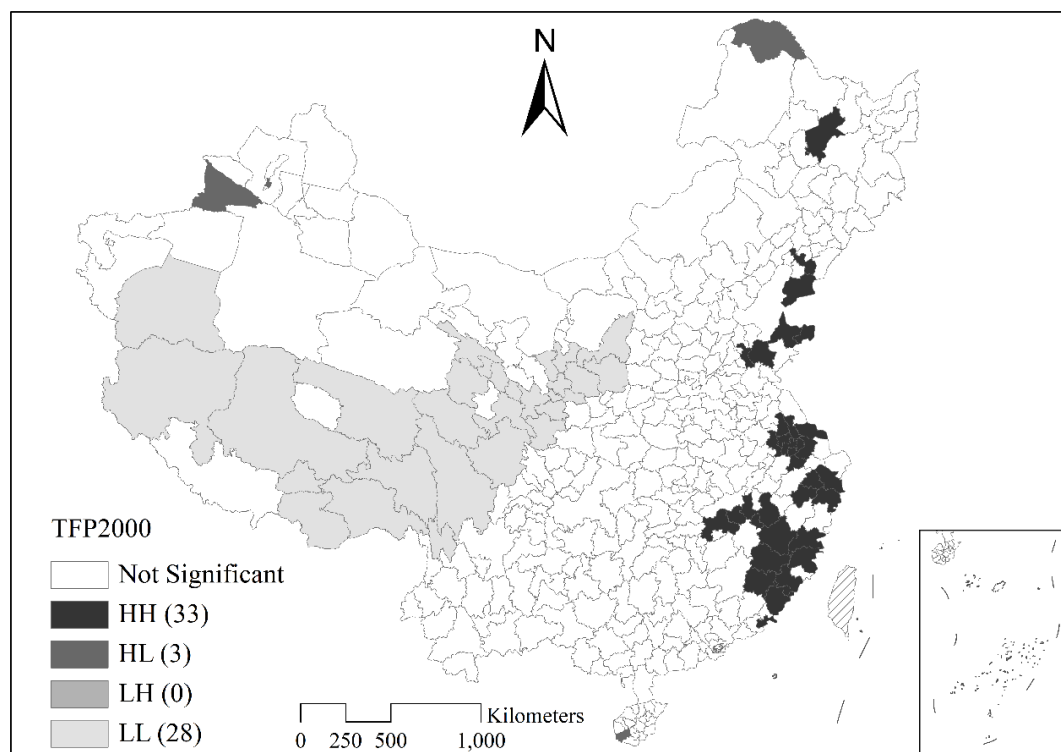 N
TFP2000
Not Significant
HH (33)
HL (3)
LH (0)
LL (28)
Kilometers
0 250 500 1,000